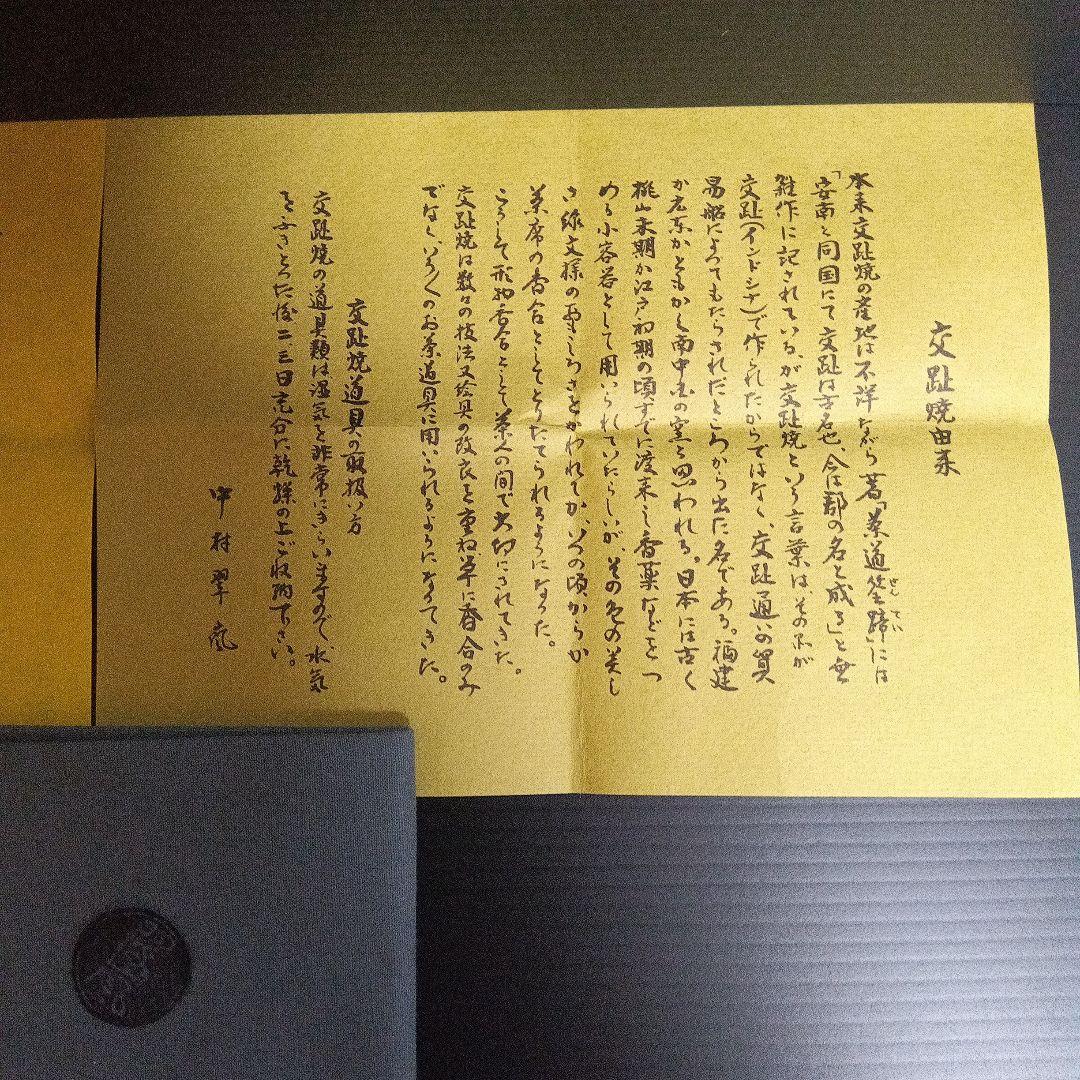 交趾焼由来
本来交趾焼の産地は不詳ながら 著「茶道筌蹄」には
せん てい
「安南と同国にて交趾は古名也、今は郡の名と成る」と無
雑作に記されている、が交趾焼という言葉はその品が
交趾(インドシナ)で作られたからではなく、交趾通いの貿
易船によってもたらされたところから出た名である。福建
か広東かともかく南中国の窯と思われる。日本には古く
桃山末期か江戸初期の頃すでに渡来し香薬などをつ
める小容器として用いられていたらしいが、その色の美し
さ 文様の面しろさをかわれてか、いつの頃からか
茶席の香合としてとりたてられるようになった。
こうして形物香合として茶人の間で大切にされてきた。
交趾焼は数々の技法又絵具の改良を重ね、単に香合のみ
でなく、いろ〱のお茶道具に用いられるようになってきた。
交趾焼道具の取扱い方
交趾焼の道具類は湿気を非常にきらいますので、水気
をふきとった後二、三日充分に乾燥の上ご収納下さい。
中村翠嵐